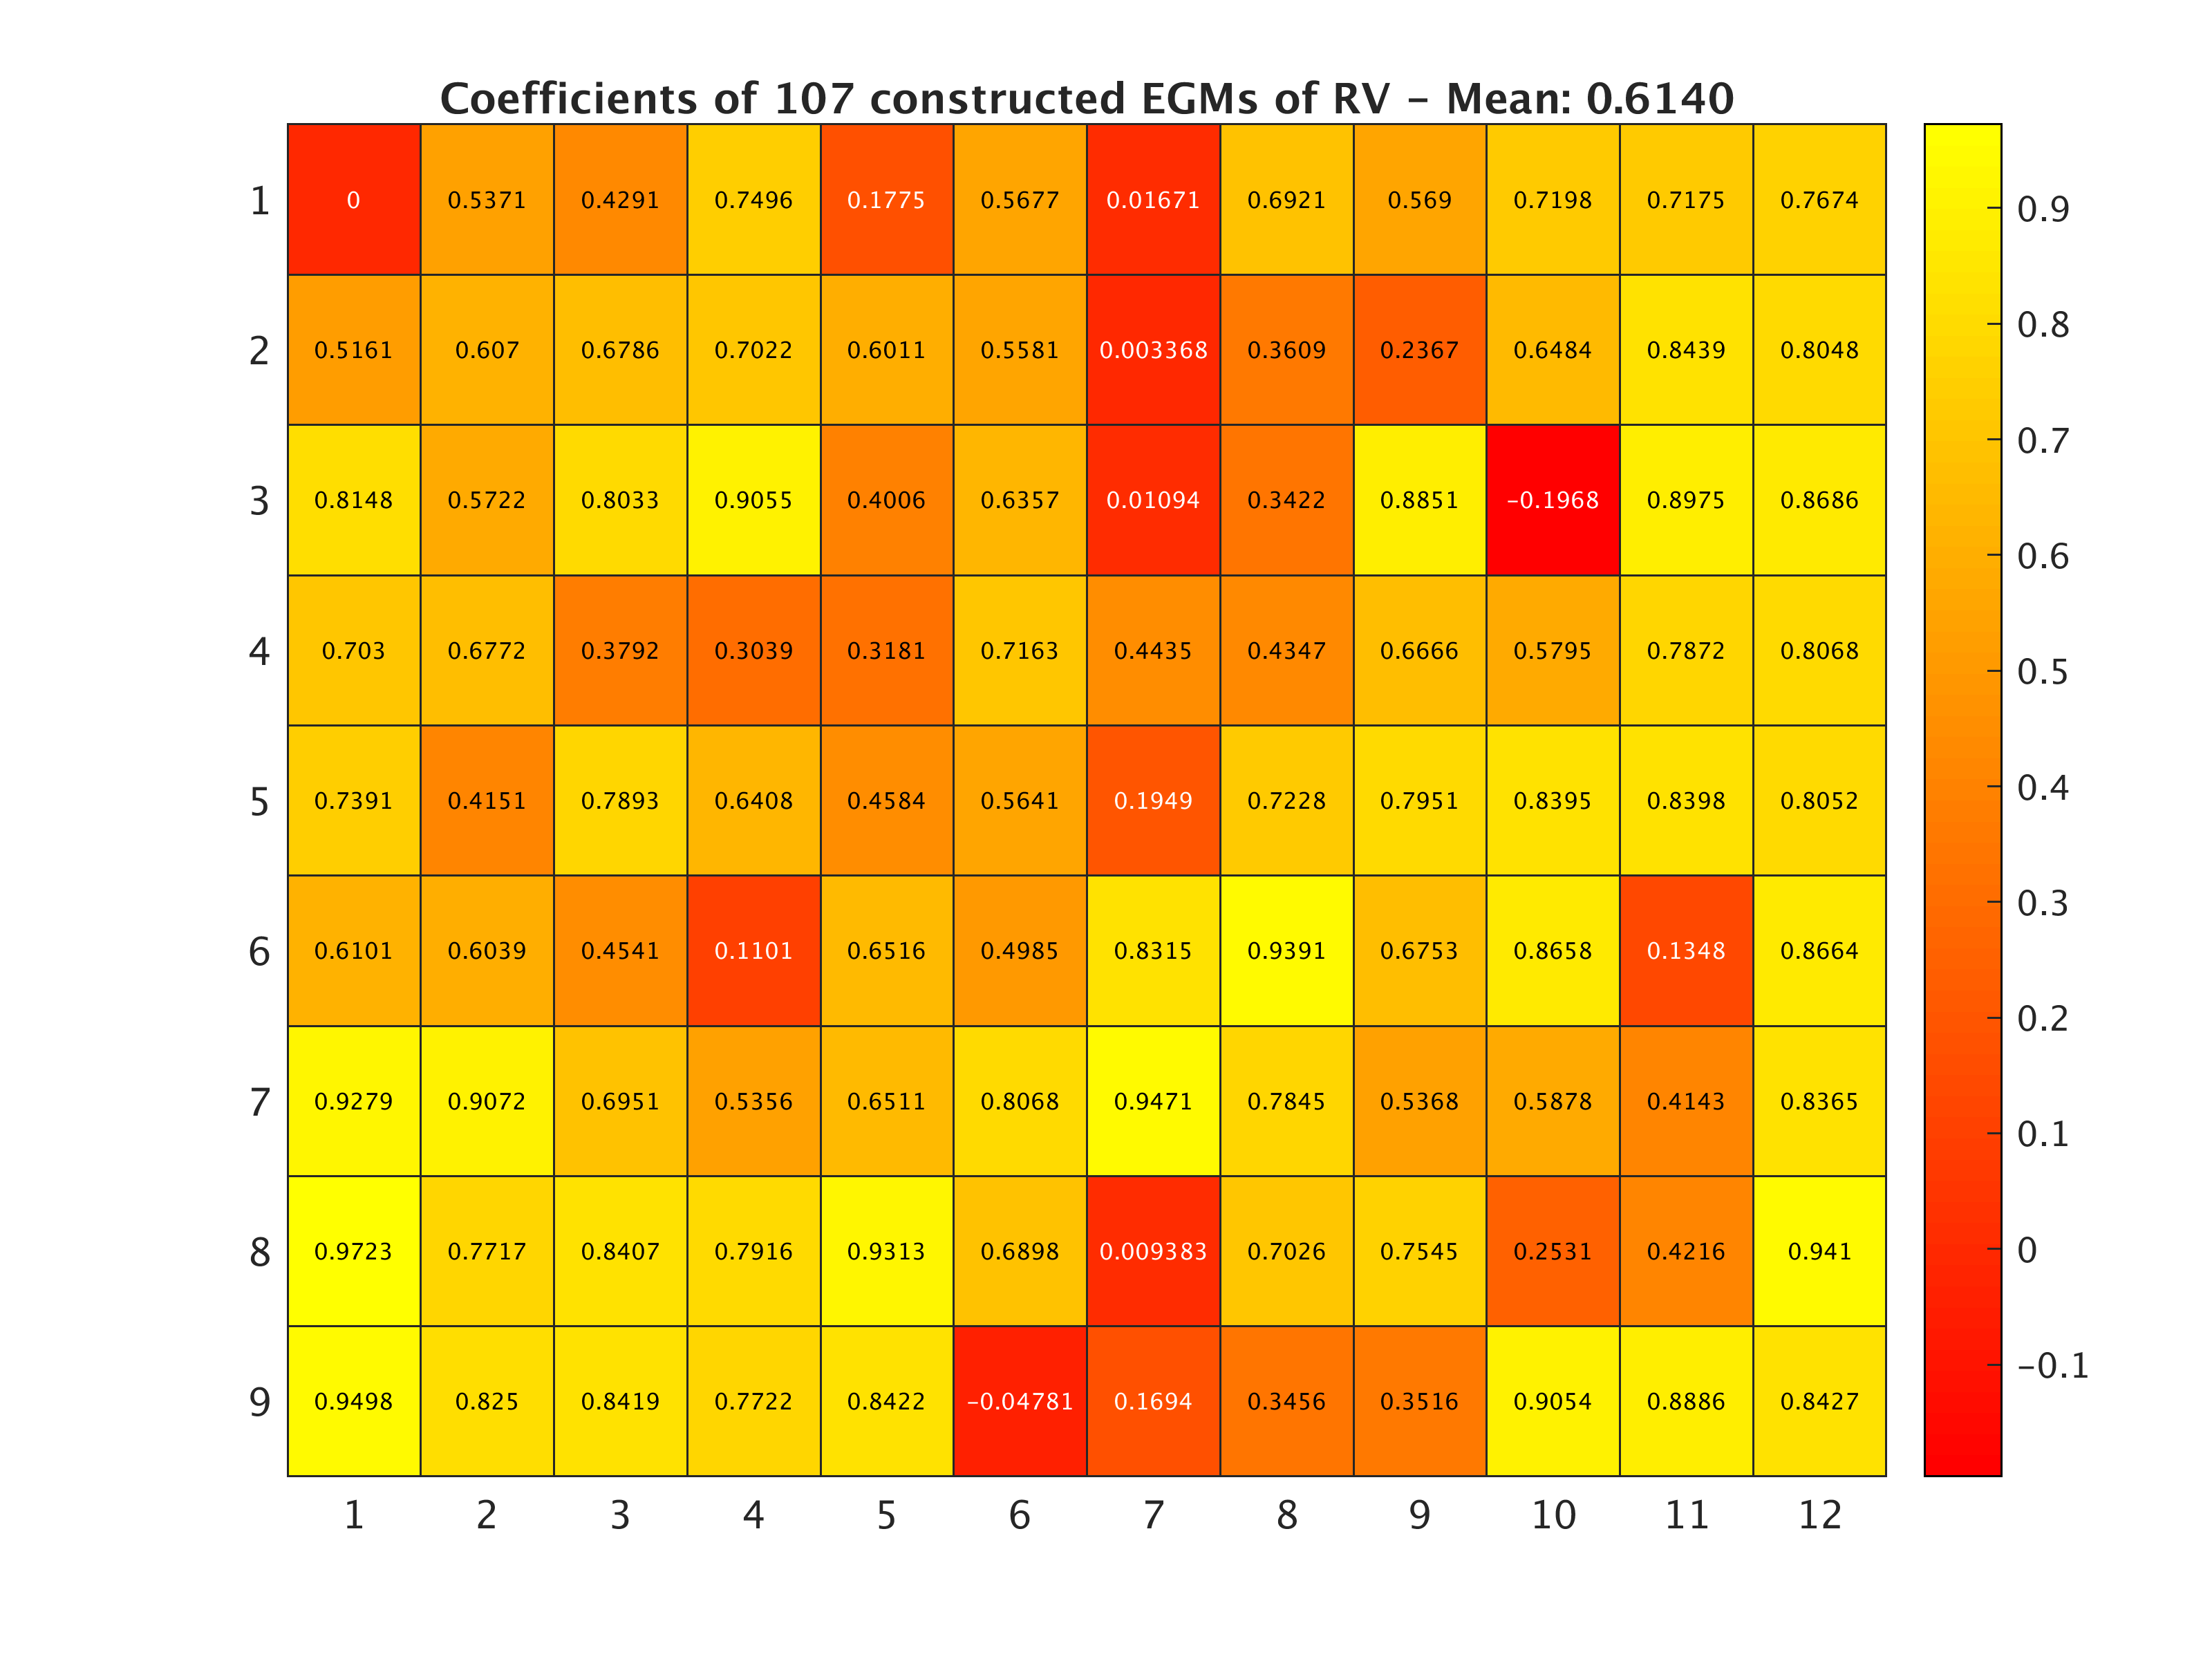 Coefficients of 107 constructed EGMs of RV – Mean: 0.6140
1 0 0.5371 0.4291 0.7496 0.1775 0.5677 0.01671 0.6921 0.569 0.7198 0.7175 0.7674
2 0.5161 0.607 0.6786 0.7022 0.6011 0.5581 0.003368 0.3609 0.2367 0.6484 0.8439 0.8048
3 0.8148 0.5722 0.8033 0.9055 0.4006 0.6357 0.01094 0.3422 0.8851 –0.1968 0.8975 0.8686
4 0.703 0.6772 0.3792 0.3039 0.3181 0.7163 0.4435 0.4347 0.6666 0.5795 0.7872 0.8068
5 0.7391 0.4151 0.7893 0.6408 0.4584 0.5641 0.1949 0.7228 0.7951 0.8395 0.8398 0.8052
6 0.6101 0.6039 0.4541 0.1101 0.6516 0.4985 0.8315 0.9391 0.6753 0.8658 0.1348 0.8664
7 0.9279 0.9072 0.6951 0.5356 0.6511 0.8068 0.9471 0.7845 0.5368 0.5878 0.4143 0.8365
8 0.9723 0.7717 0.8407 0.7916 0.9313 0.6898 0.009383 0.7026 0.7545 0.2531 0.4216 0.941
9 0.9498 0.825 0.8419 0.7722 0.8422 –0.04781 0.1694 0.3456 0.3516 0.9054 0.8886 0.8427
1 2 3 4 5 6 7 8 9 10 11 12
0.9
0.8
0.7
0.6
0.5
0.4
0.3
0.2
0.1
0
–0.1